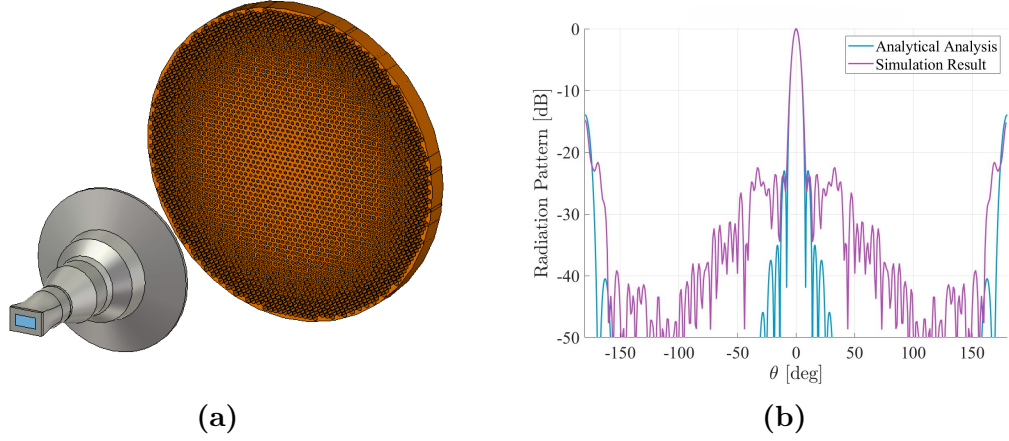 0
-10
-20
-30
-40
-50
Radiation Pattern [dB]
Analytical Analysis
Simulation Result
-150 -100 -50 0 50 100 150
θ [deg]
(a) (b)